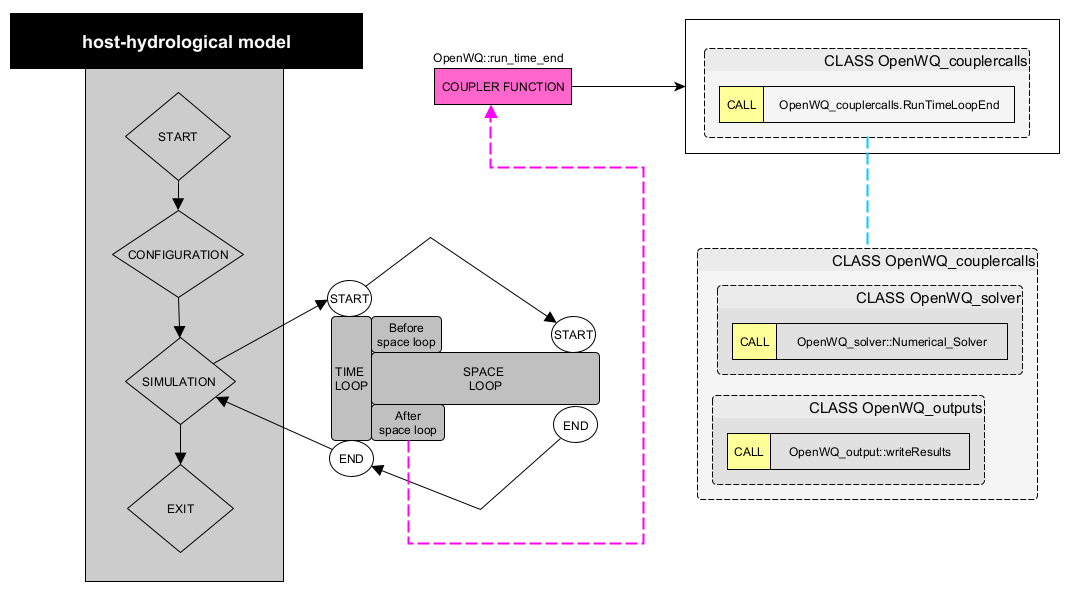 host-hydrological model
START
CONFIGURATION
SIMULATION
EXIT
START
Before
space loop
TIME
LOOP
SPACE
LOOP
After
space loop
END
START
END
OpenWQ::run_time_end
COUPLER FUNCTION
CLASS OpenWQ_couplercalls
CALL
OpenWQ_couplercalls.RunTimeLoopEnd
CLASS OpenWQ_couplercalls
CLASS OpenWQ_solver
CALL
OpenWQ_solver::Numerical_Solver
CLASS OpenWQ_outputs
CALL
OpenWQ_output::writeResults